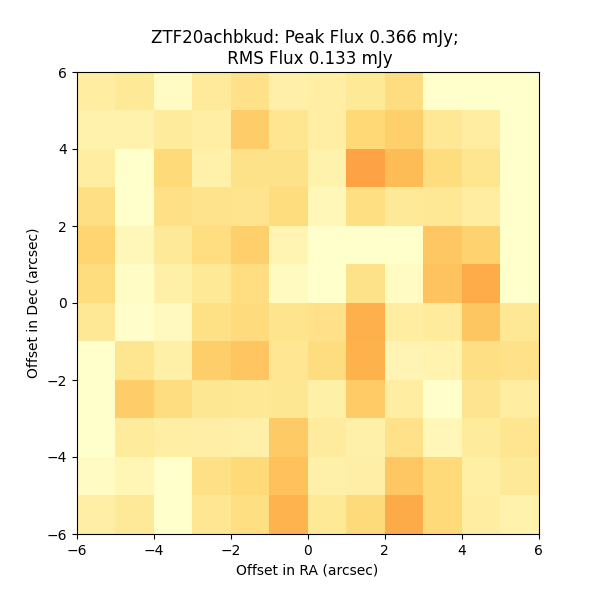 ZTF20achbkud: Peak Flux 0.366 mJy;
RMS Flux 0.133 mJy
6
4
2
0
−2
−4
−6
Offset in Dec (arcsec)
−6 −4 −2 0 2 4 6
Offset in RA (arcsec)